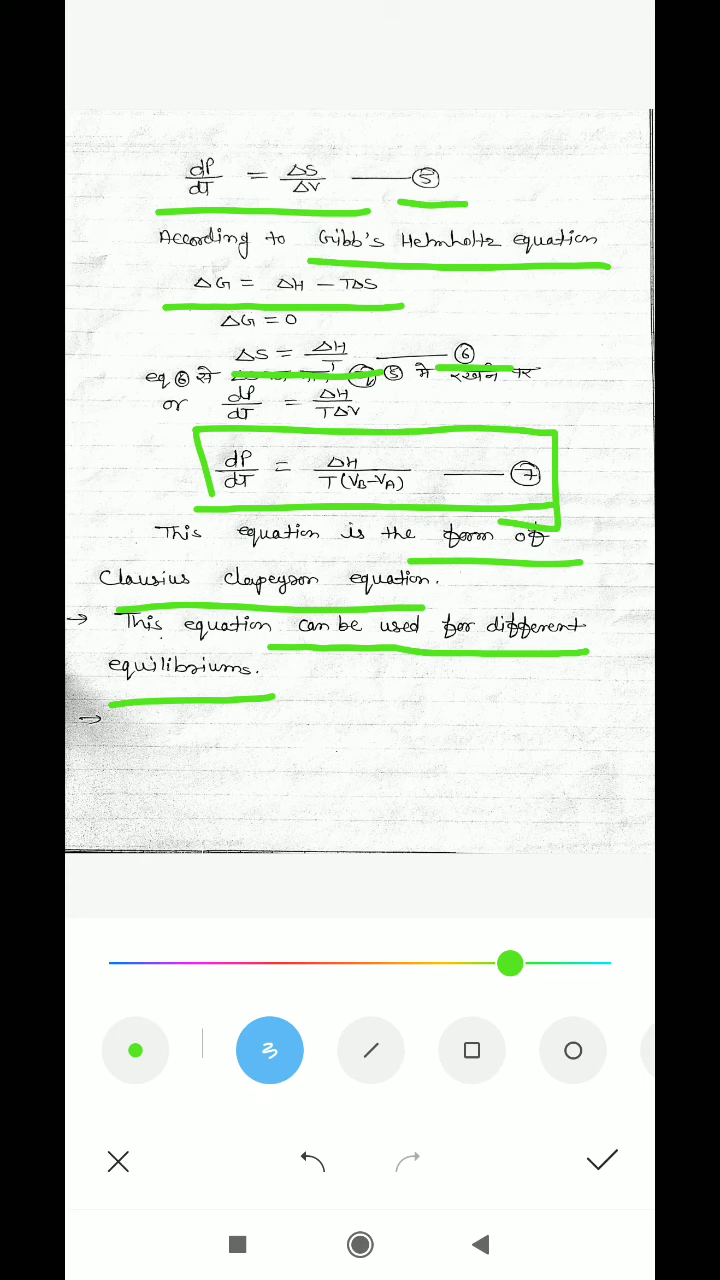 dP/dT = ΔS/ΔV —— ⑤
According to Gibb's Helmholtz equation
ΔG = ΔH – TΔS
ΔG = 0
ΔS = ΔH/T —— ⑥
eq ⑥ से ⑤ में रखने पर
or dP/dT = ΔH/TΔV
dP/dT = ΔH/T(VB–VA) —— ⑦
This equation is the form of
Clausius clapeyron equation.
→ This equation can be used for different
equilibriums.
→